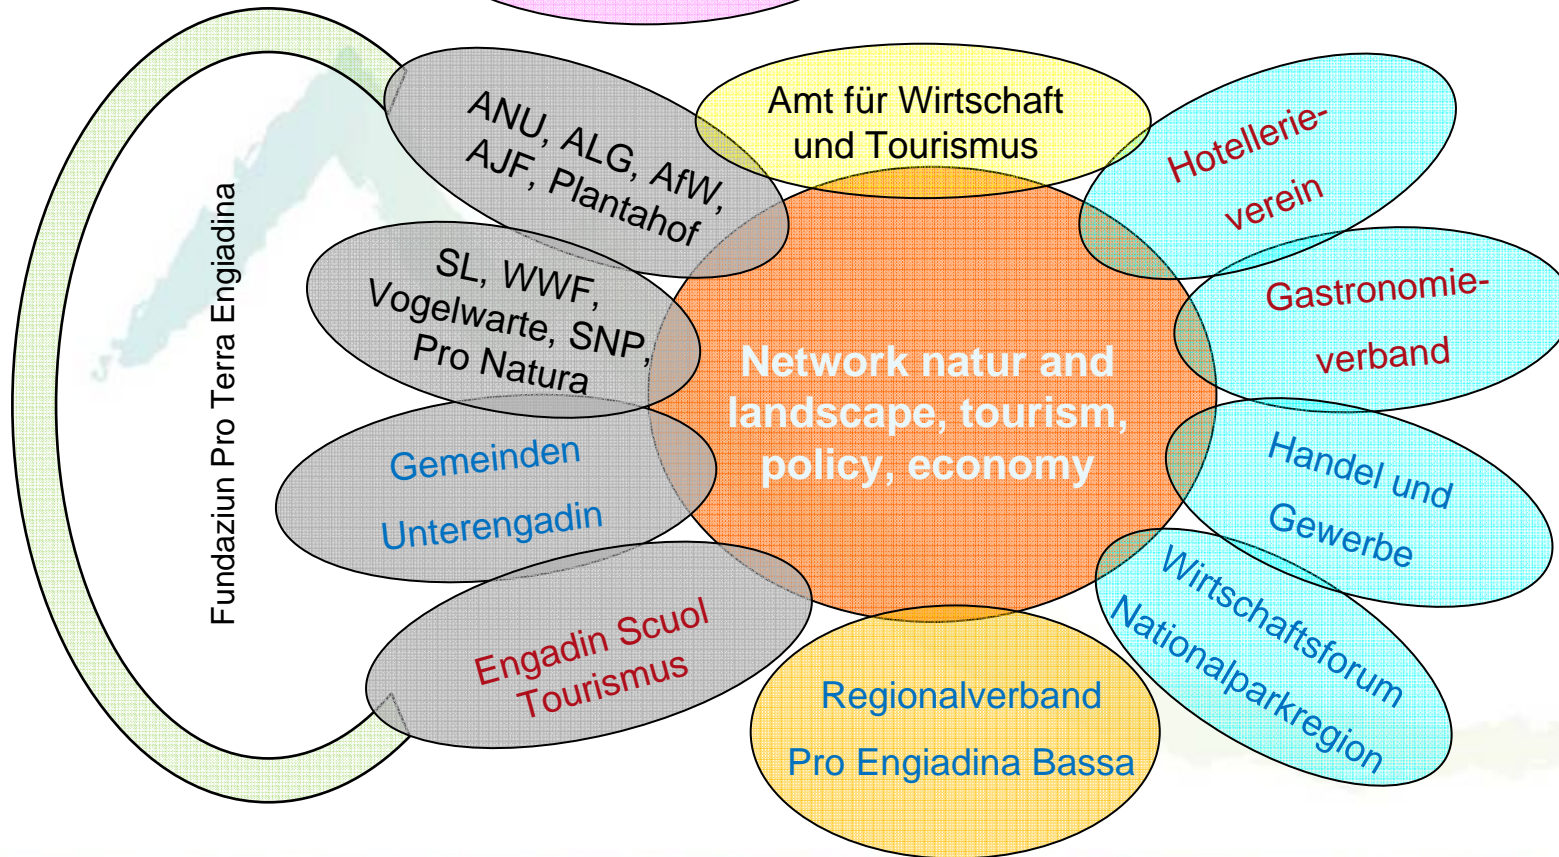 Fundaziun Pro Terra Engiadina
ANU, ALG, AfW,
AJF, Plantahof
SL, WWF,
Vogelwarte, SNP,
Pro Natura
Gemeinden
Unterengadin
Engadin Scuol
Tourismus
Amt für Wirtschaft
und Tourismus
Network natur and
landscape, tourism,
policy, economy
Regionalverband
Pro Engiadina Bassa
Hotellerie-
verein
Gastronomie-
verband
Handel und
Gewerbe
Wirtschaftsforum
Nationalparkregion